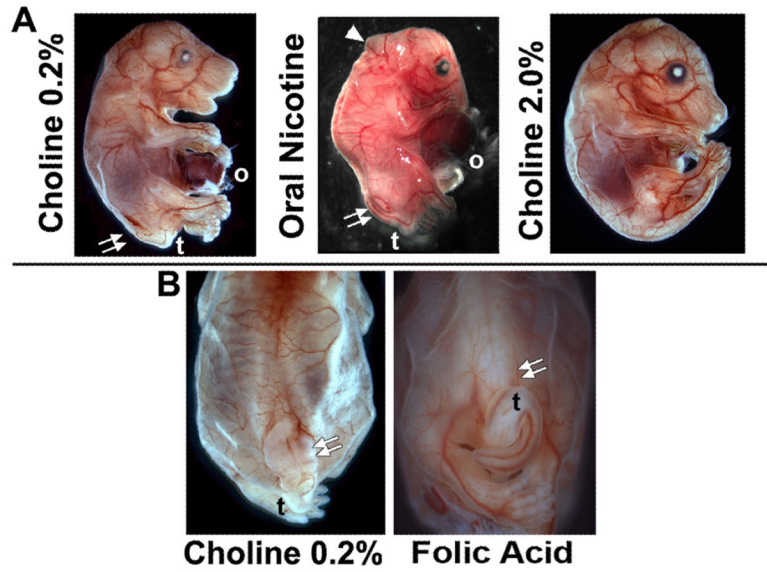 A
Choline 0.2%
Oral Nicotine
Choline 2.0%
o
t
o
t
B
t
t
Choline 0.2%
Folic Acid